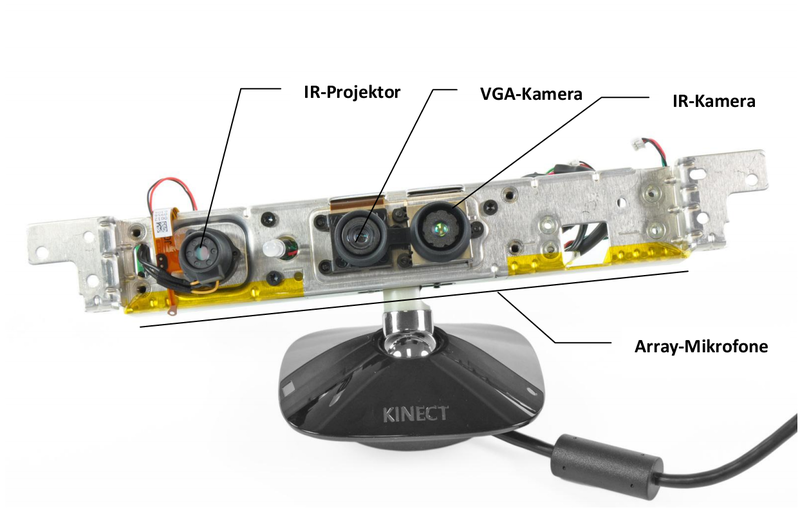 IR-Projektor
VGA-Kamera
IR-Kamera
Array-Mikrofone
KINECT